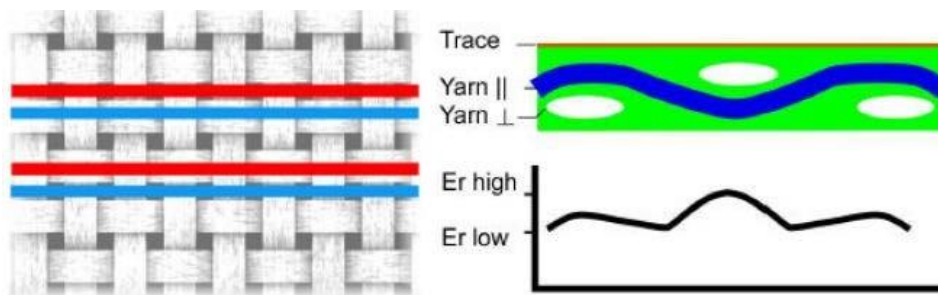 Trace
Yarn ||
Yarn ⊥
Er high
Er low